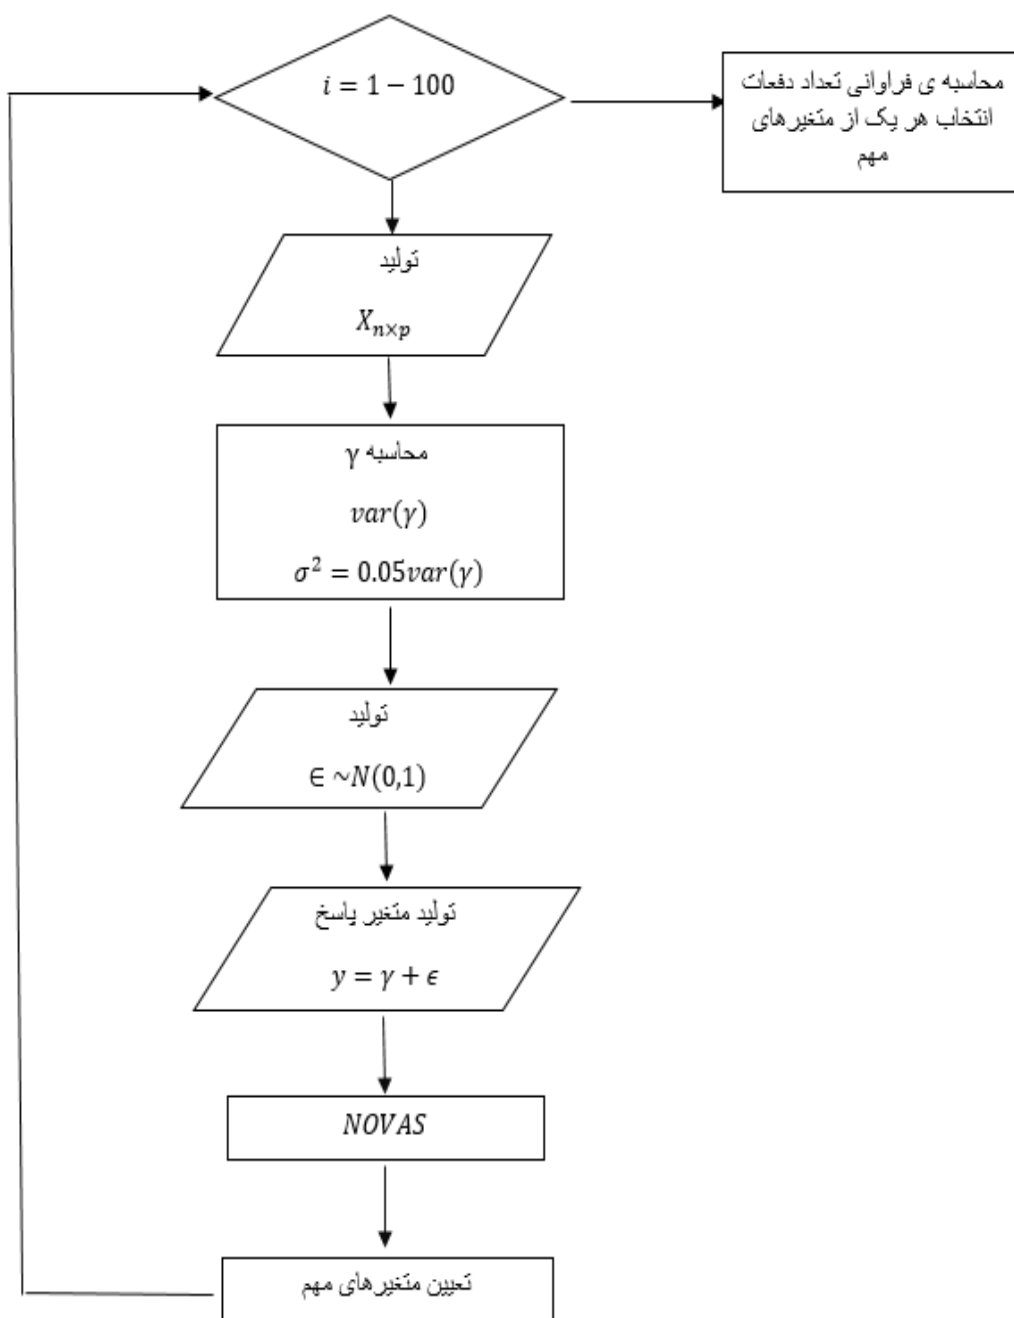 i = 1 − 100
محاسبه ی فراوانی تعداد دفعات
انتخاب هر یک از متغیرهای
مهم
تولید
X_{n×p}
محاسبه γ
var(γ)
σ² = 0.05var(γ)
تولید
∈ ~N(0,1)
تولید متغیر پاسخ
y = γ + ϵ
NOVAS
تعیین متغیرهای مهم